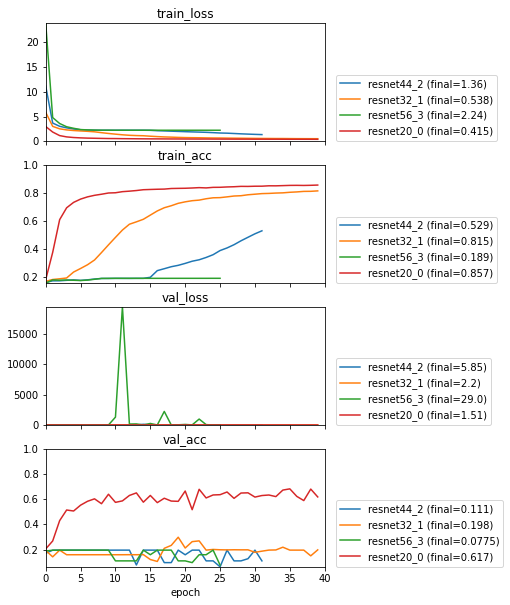 train_loss
20
15
10
5
0
resnet44_2 (final=1.36)
resnet32_1 (final=0.538)
resnet56_3 (final=2.24)
resnet20_0 (final=0.415)
train_acc
1.0
0.8
0.6
0.4
0.2
resnet44_2 (final=0.529)
resnet32_1 (final=0.815)
resnet56_3 (final=0.189)
resnet20_0 (final=0.857)
val_loss
15000
10000
5000
0
resnet44_2 (final=5.85)
resnet32_1 (final=2.2)
resnet56_3 (final=29.0)
resnet20_0 (final=1.51)
val_acc
1.0
0.8
0.6
0.4
0.2
resnet44_2 (final=0.111)
resnet32_1 (final=0.198)
resnet56_3 (final=0.0775)
resnet20_0 (final=0.617)
0 5 10 15 20 25 30 35 40
epoch